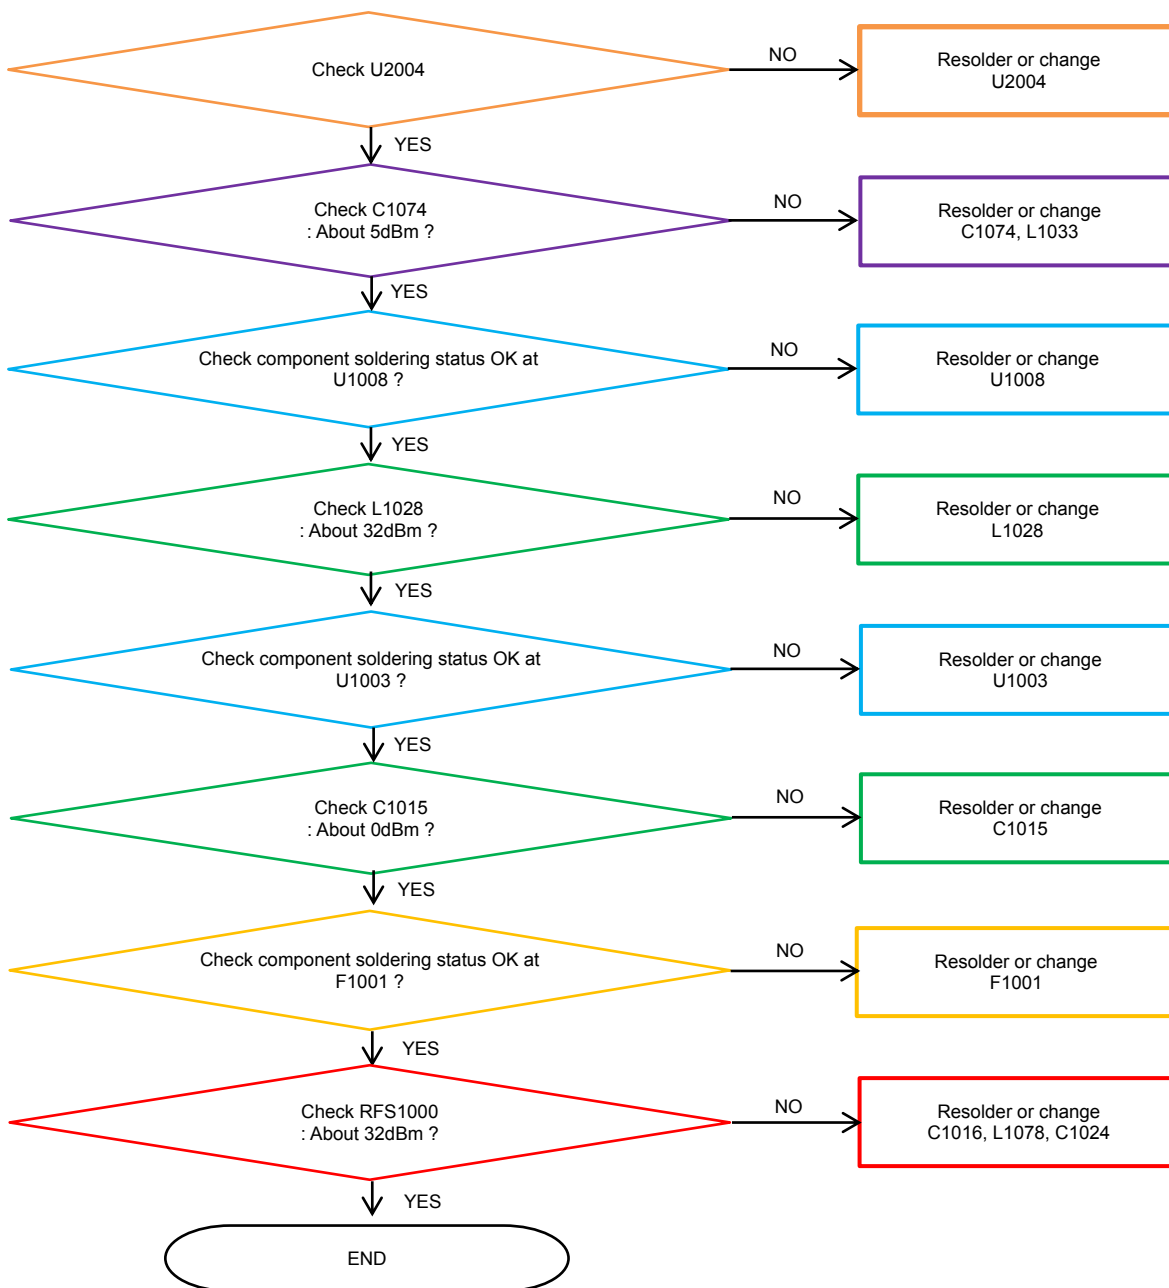 Check U2004
NO
Resolder or change
U2004
YES
Check C1074
: About 5dBm ?
NO
Resolder or change
C1074, L1033
YES
Check component soldering status OK at
U1008 ?
NO
Resolder or change
U1008
YES
Check L1028
: About 32dBm ?
NO
Resolder or change
L1028
YES
Check component soldering status OK at
U1003 ?
NO
Resolder or change
U1003
YES
Check C1015
: About 0dBm ?
NO
Resolder or change
C1015
YES
Check component soldering status OK at
F1001 ?
NO
Resolder or change
F1001
YES
Check RFS1000
: About 32dBm ?
NO
Resolder or change
C1016, L1078, C1024
YES
END